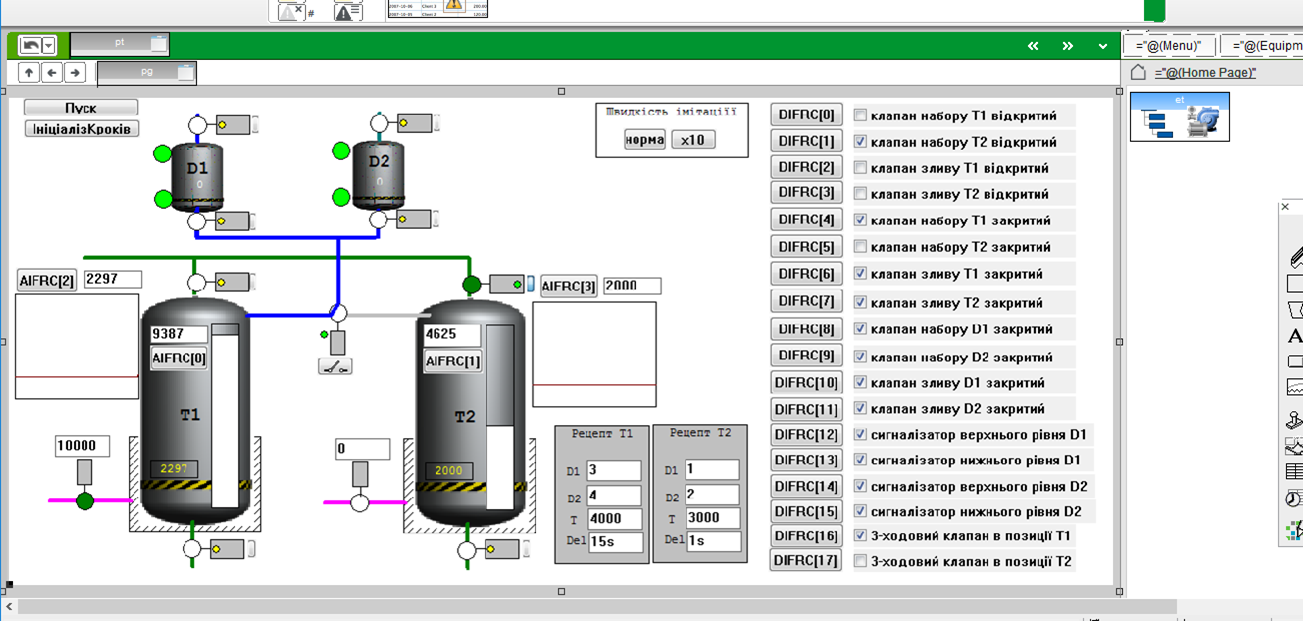 #
pt
="@(Menu)"
="@(Equipm
pg
="@(Home Page)"
et
Пуск
ІніціалізКроків
D1
0
D2
0
Швидкість імітаціїї
норма
x10
AIFRC[2]
2297
AIFRC[3]
2000
9387
AIFRC[0]
4625
AIFRC[1]
T1
T2
10000
0
2297
2000
Рецепт T1
D1 3
D2 4
T 4000
Del 15s
Рецепт T2
D1 1
D2 2
T 3000
Del 1s
DIFRC[0] клапан набору T1 відкритий
DIFRC[1] клапан набору T2 відкритий
DIFRC[2] клапан зливу T1 відкритий
DIFRC[3] клапан зливу T2 відкритий
DIFRC[4] клапан набору T1 закритий
DIFRC[5] клапан набору T2 закритий
DIFRC[6] клапан зливу T1 закритий
DIFRC[7] клапан зливу T2 закритий
DIFRC[8] клапан набору D1 закритий
DIFRC[9] клапан набору D2 закритий
DIFRC[10] клапан зливу D1 закритий
DIFRC[11] клапан зливу D2 закритий
DIFRC[12] сигналізатор верхнього рівня D1
DIFRC[13] сигналізатор нижнього рівня D1
DIFRC[14] сигналізатор верхнього рівня D2
DIFRC[15] сигналізатор нижнього рівня D2
DIFRC[16] 3-ходовий клапан в позиції T1
DIFRC[17] 3-ходовий клапан в позиції T2
A